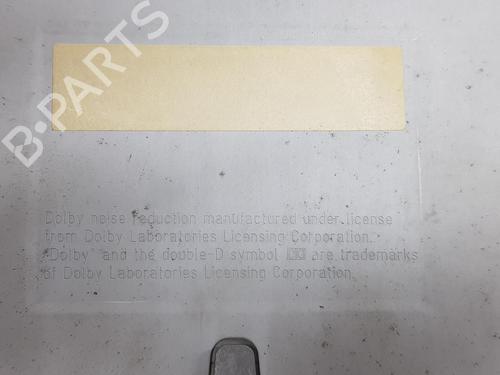 B-PARTS
Dolby noise reduction manufactured under license
from Dolby Laboratories Licensing Corporation.
"Dolby" and the double-D symbol are trademarks
of Dolby Laboratories Licensing Corporation.